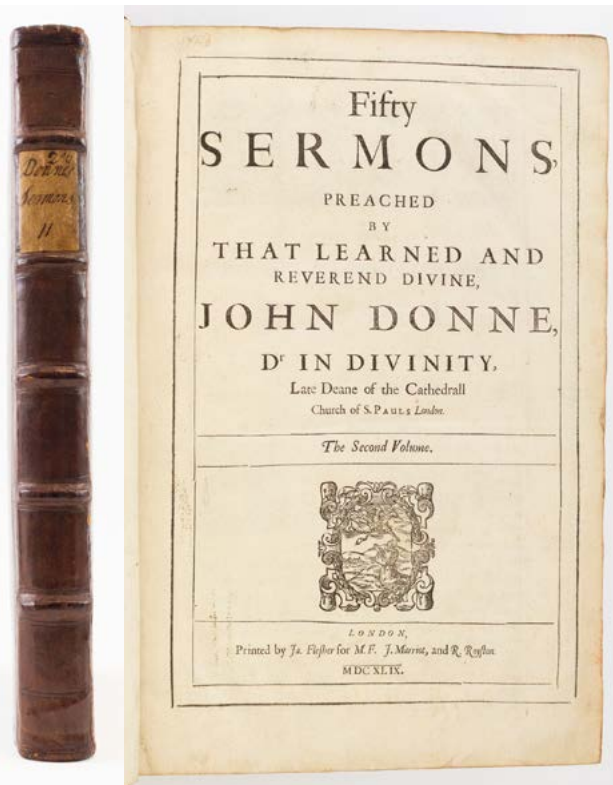 Donne
Sermons
11
Fifty
SERMONS,
PREACHED
BY
THAT LEARNED AND
REVEREND DIVINE,
JOHN DONNE,
Dr IN DIVINITY,
Late Deane of the Cathedrall
Church of S. PAULS London.
The Second Volume.
LONDON,
Printed by Ja. Flesher for M. F. J. Marriot, and R. Royston.
MDCXLIX.